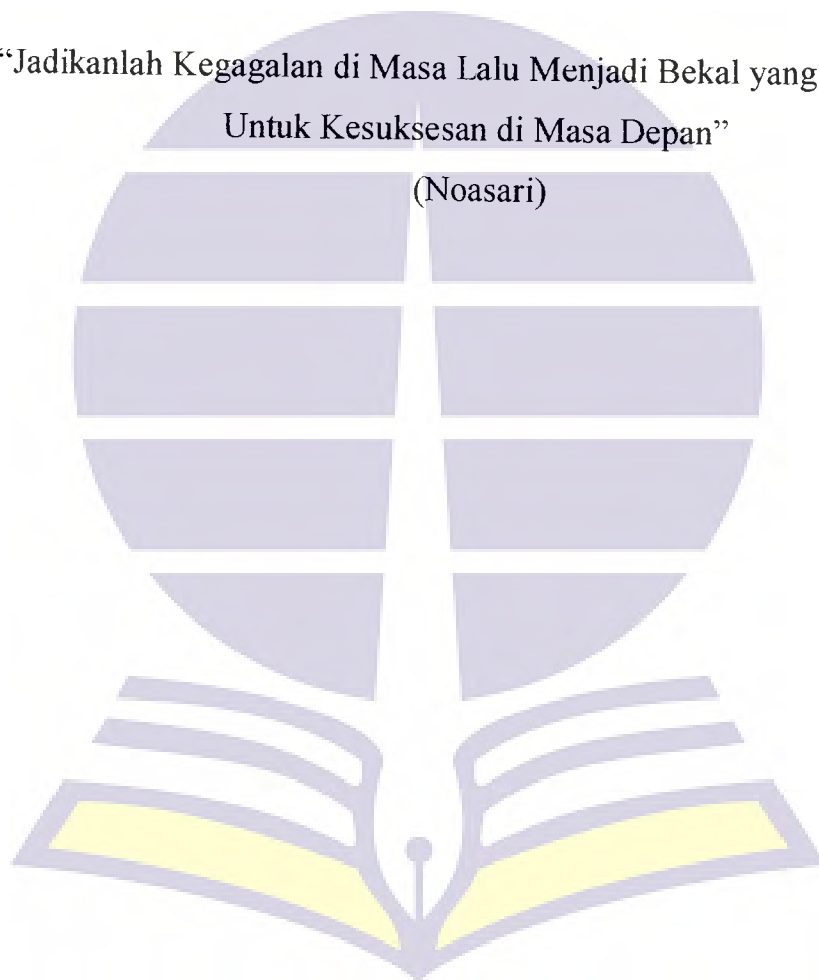 “Jadikanlah Kegagalan di Masa Lalu Menjadi Bekal yang
Untuk Kesuksesan di Masa Depan”
(Noasari)